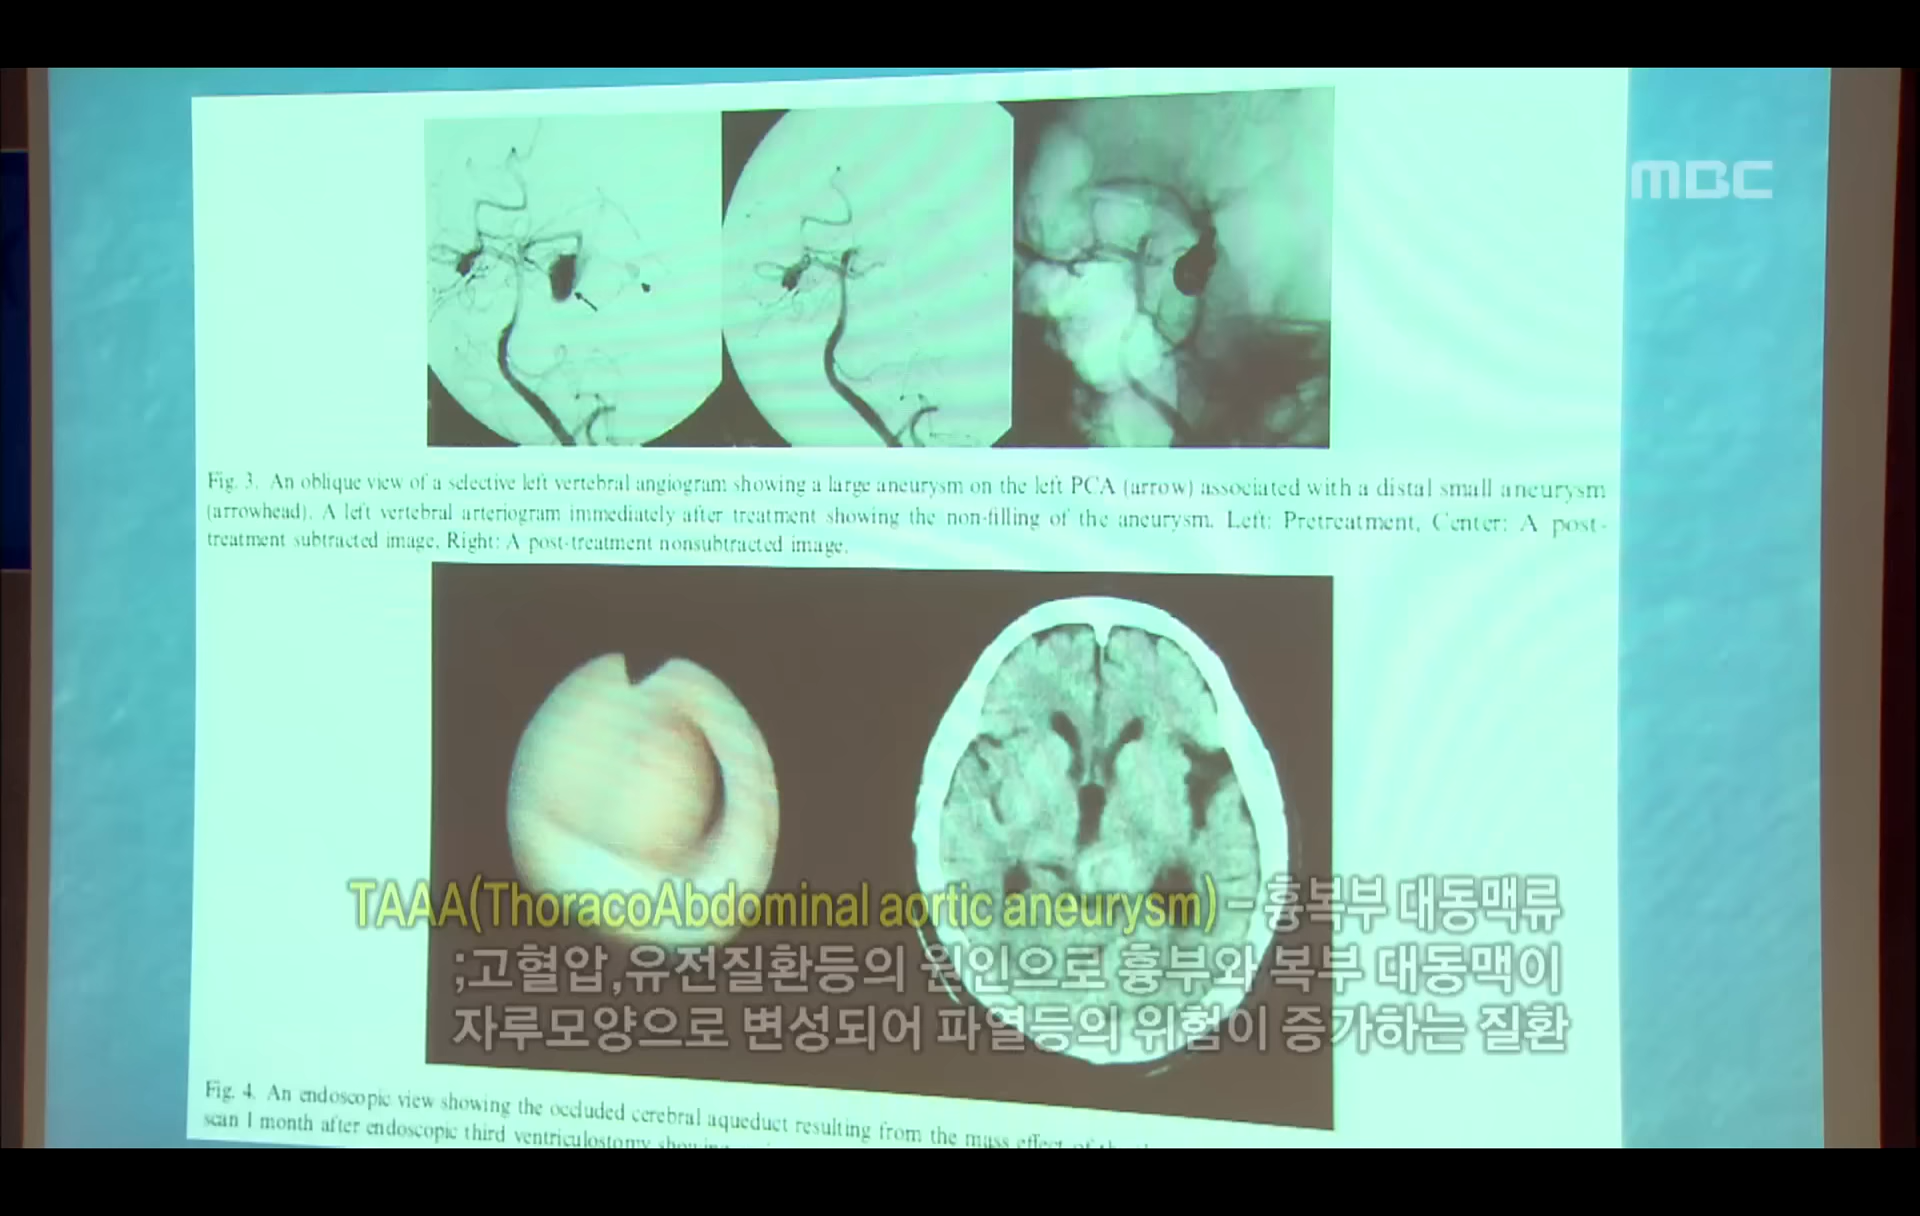 MBC
Fig. 3. An oblique view of a selective left vertebral angiogram showing a large aneurysm on the left PCA (arrow) associated with a distal small aneurysm
(arrowhead). A left vertebral arteriogram immediately after treatment showing the non-filling of the aneurysm. Left: Pretreatment, Center: A post-
treatment subtracted image, Right: A post-treatment nonsubtracted image.
TAAA(ThoracoAbdominal aortic aneurysm) - 흉복부 대동맥류
;고혈압,유전질환등의 원인으로 흉부와 복부 대동맥이
자루모양으로 변성되어 파열등의 위험이 증가하는 질환
Fig. 4. An endoscopic view showing the occluded cerebral aqueduct resulting from the mass effect of
scan 1 month after endoscopic third ventriculostomy